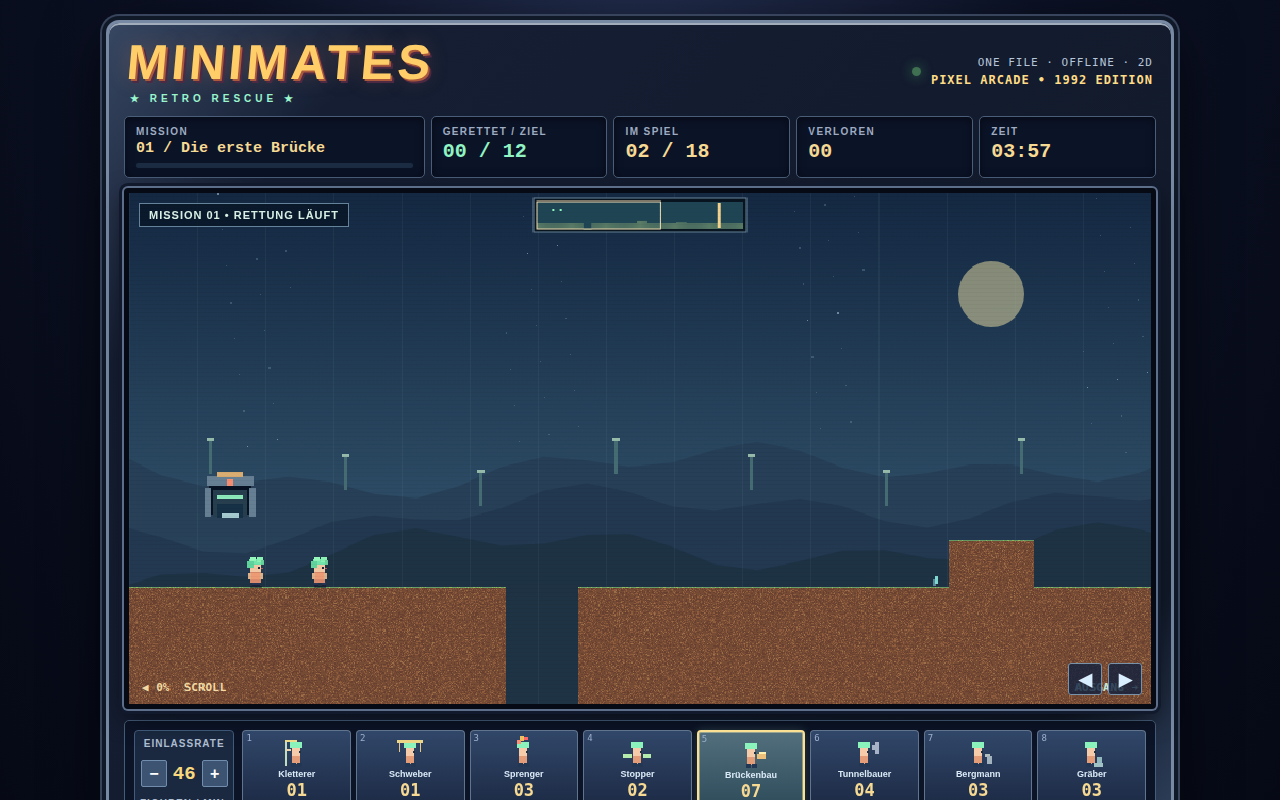 MINIMATES
★ RETRO RESCUE ★
ONE FILE · OFFLINE · 2D
PIXEL ARCADE • 1992 EDITION
MISSION
01 / Die erste Brücke
GERETTET / ZIEL
00 / 12
IM SPIEL
02 / 18
VERLOREN
00
ZEIT
03:57
MISSION 01 • RETTUNG LÄUFT
◀ 0% SCROLL
◀ ▶
EINLASSRATE
− 46 +
1
Kletterer
01
2
Schweber
01
3
Sprenger
03
4
Stopper
02
5
Brückenbau
07
6
Tunnelbauer
04
7
Bergmann
03
8
Gräber
03